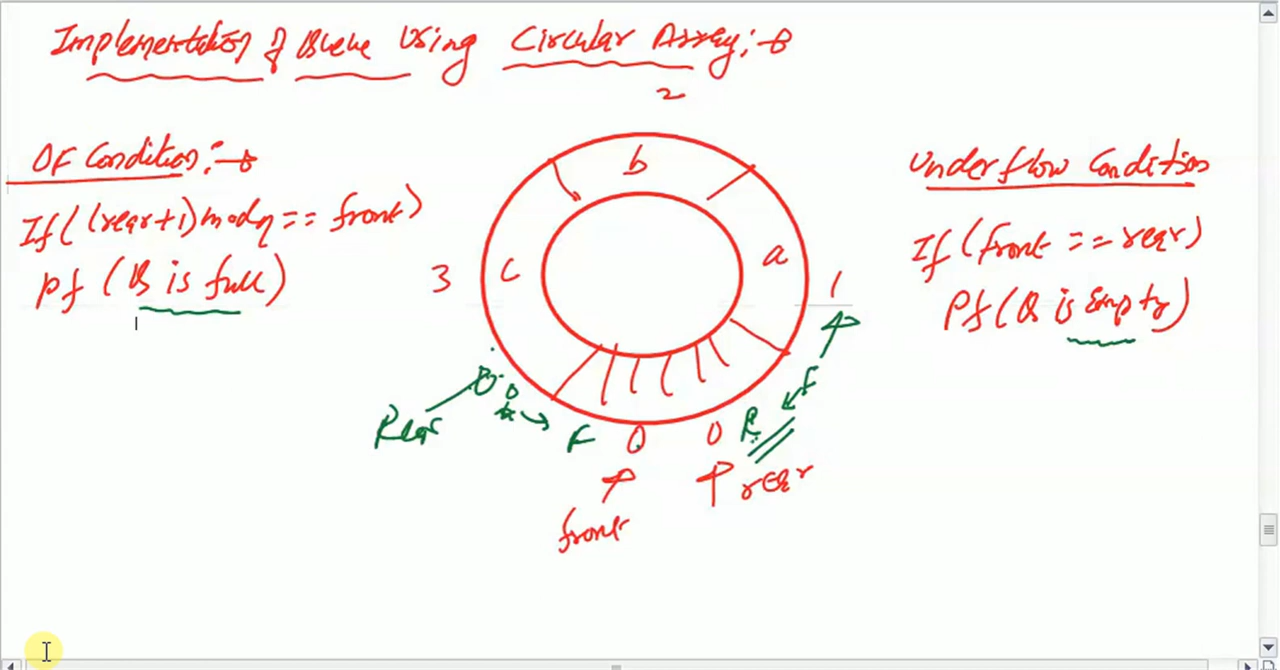 Implementation of Queue Using Circular Array:→
2
OF Condition:→
If((rear+1)mod n == front)
Pf (Q is full)
Underflow Condition
If (front == rear)
Pf(Q is Empty)
b
c
a
3
1
Rear
F
0
0
R
F
front
rear